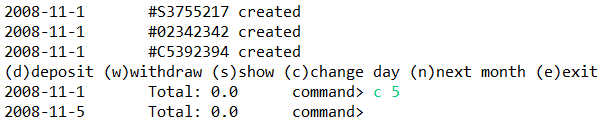 2008-11-1 #S3755217 created
2008-11-1 #02342342 created
2008-11-1 #C5392394 created
(d)deposit (w)withdraw (s)show (c)change day (n)next month (e)exit
2008-11-1 Total: 0.0 command> c 5
2008-11-5 Total: 0.0 command>